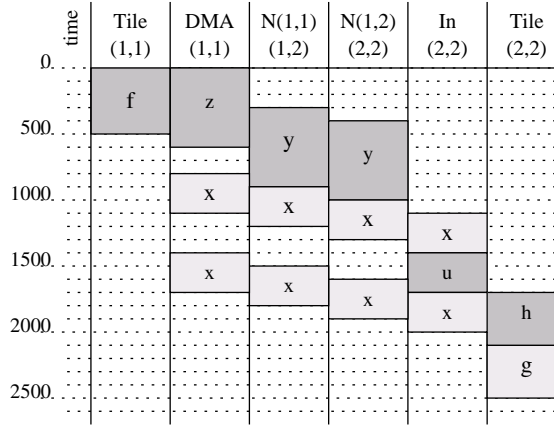 time
Tile DMA N(1,1) N(1,2) In Tile
(1,1) (1,1) (1,2) (2,2) (2,2) (2,2)
0
f z
500
y y
1000
x x x
x
1500
x x u
x x h
2000
g
2500